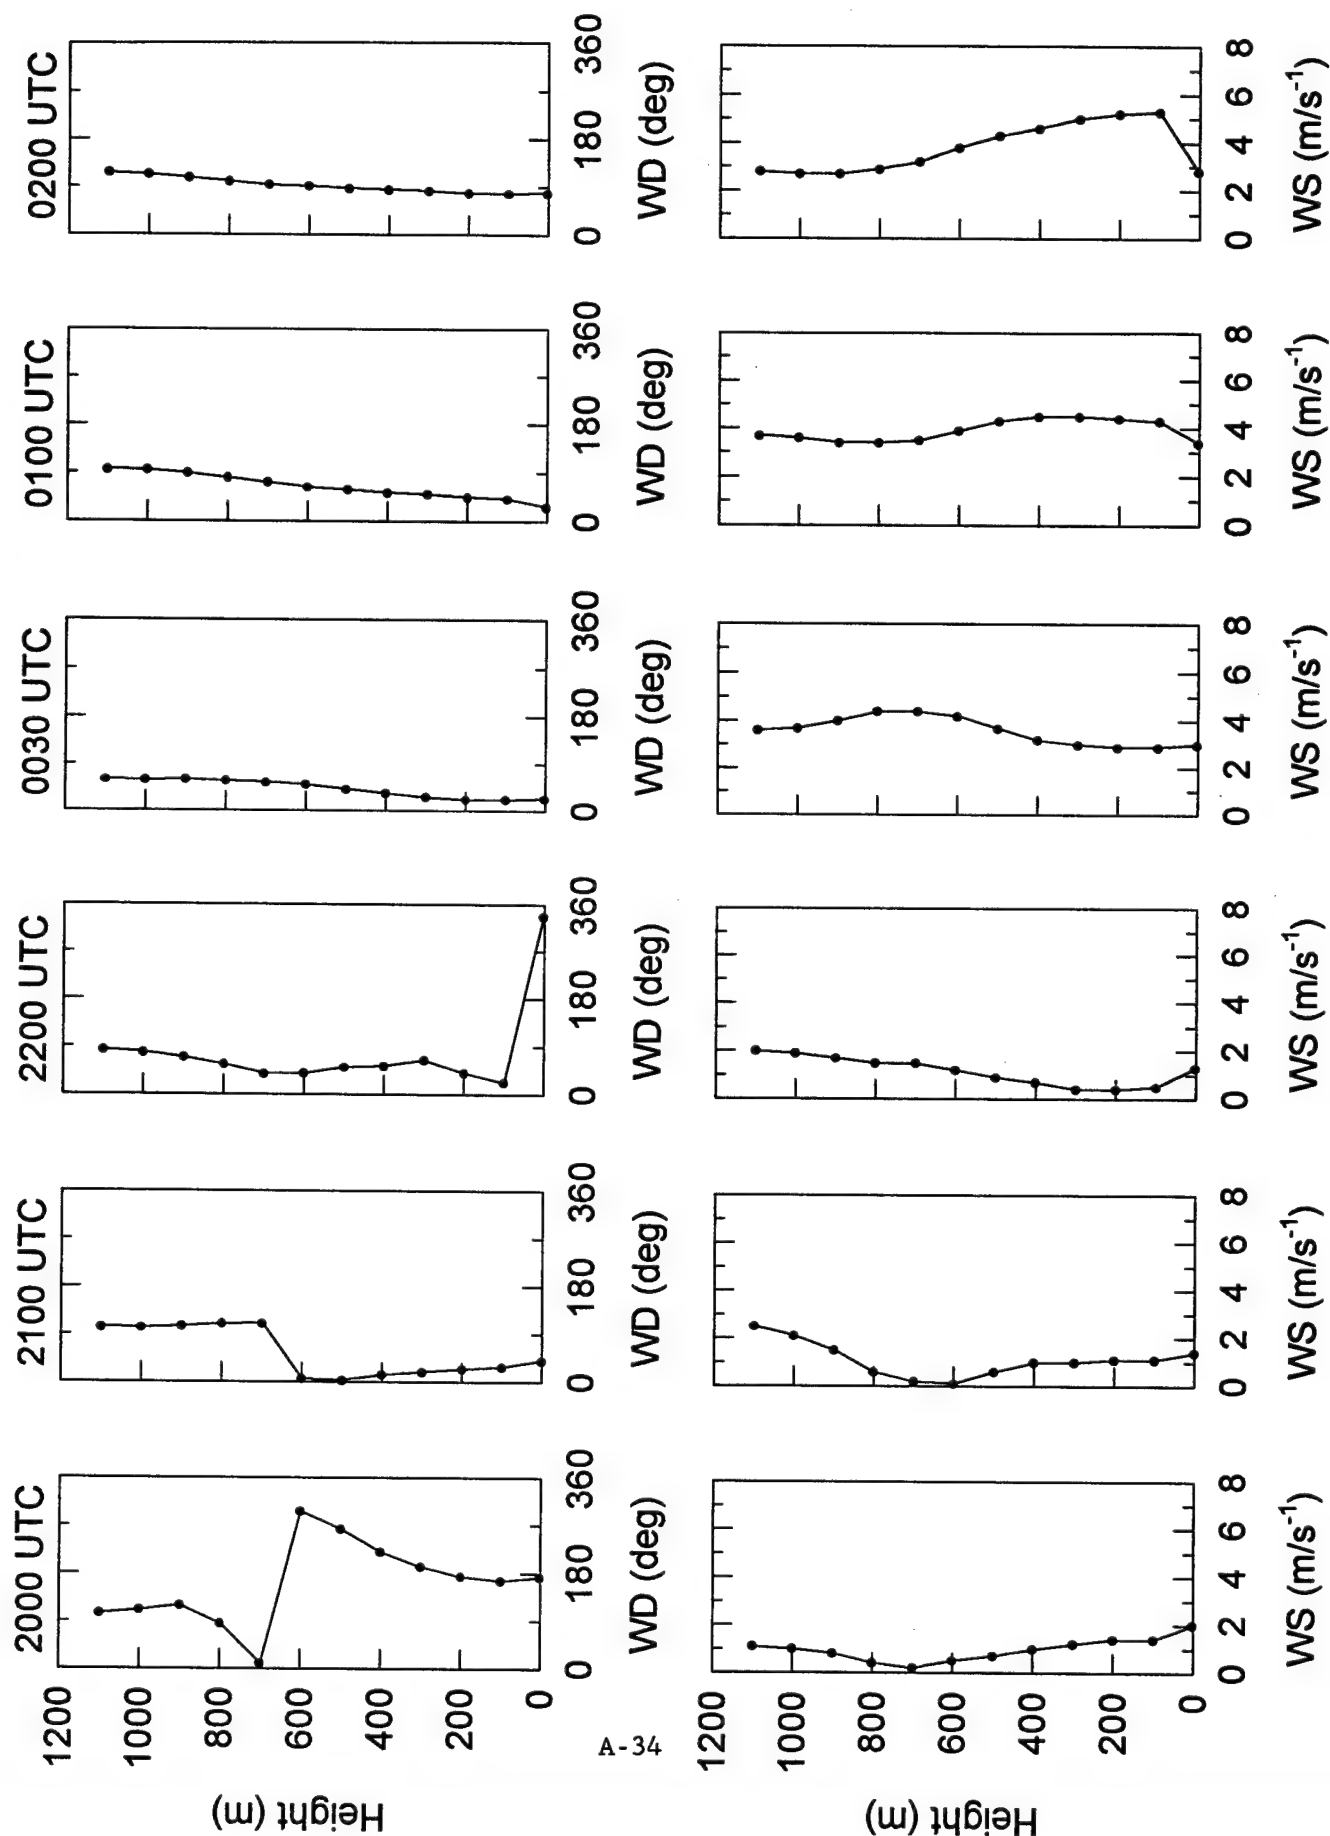 2000 UTC
2100 UTC
2200 UTC
0030 UTC
0100 UTC
0200 UTC
Height (m)
1200
1000
800
600
400
200
0
0 180 360
0 180 360
0 180 360
0 180 360
0 180 360
0 180 360
WD (deg)
WD (deg)
WD (deg)
WD (deg)
WD (deg)
WD (deg)
Height (m)
1200
1000
800
600
400
200
0
0 2 4 6 8
0 2 4 6 8
0 2 4 6 8
0 2 4 6 8
0 2 4 6 8
0 2 4 6 8
WS (m/s⁻¹)
WS (m/s⁻¹)
WS (m/s⁻¹)
WS (m/s⁻¹)
WS (m/s⁻¹)
WS (m/s⁻¹)
A-34